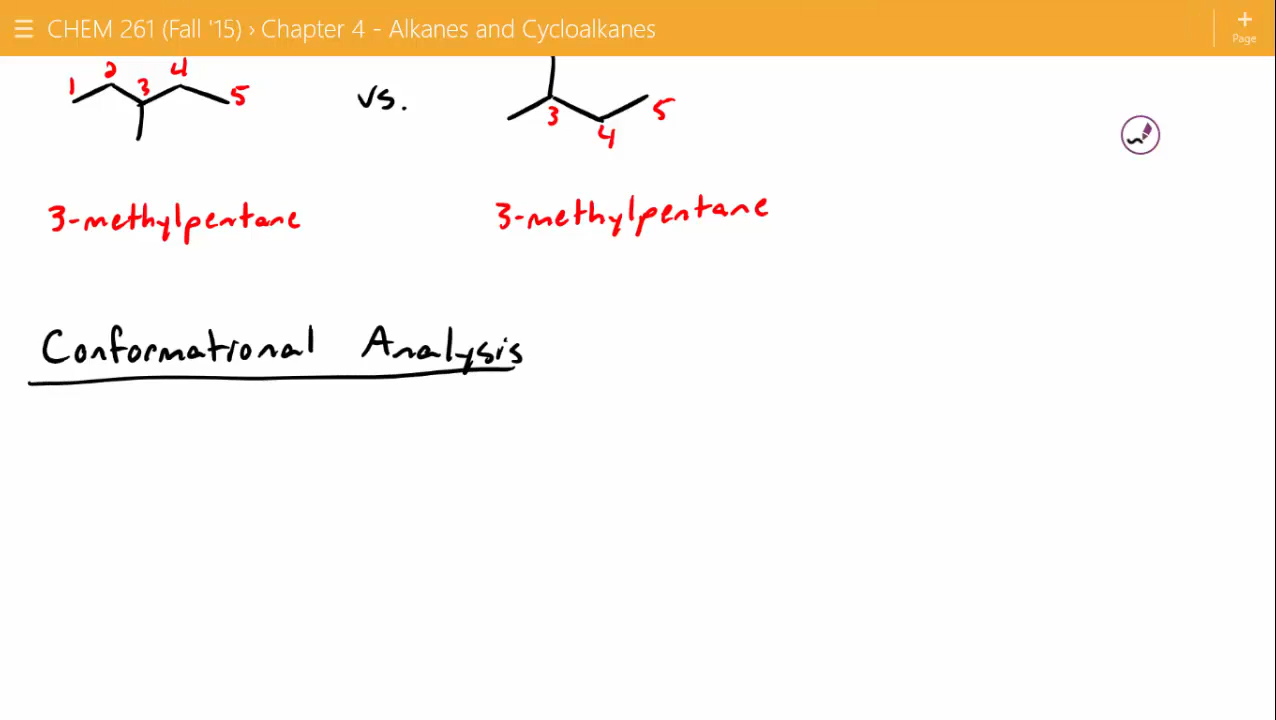 CHEM 261 (Fall '15) › Chapter 4 - Alkanes and Cycloalkanes
Page
1 2 3 4 5 vs. 3 4 5
3-methylpentane 3-methylpentane
Conformational Analysis